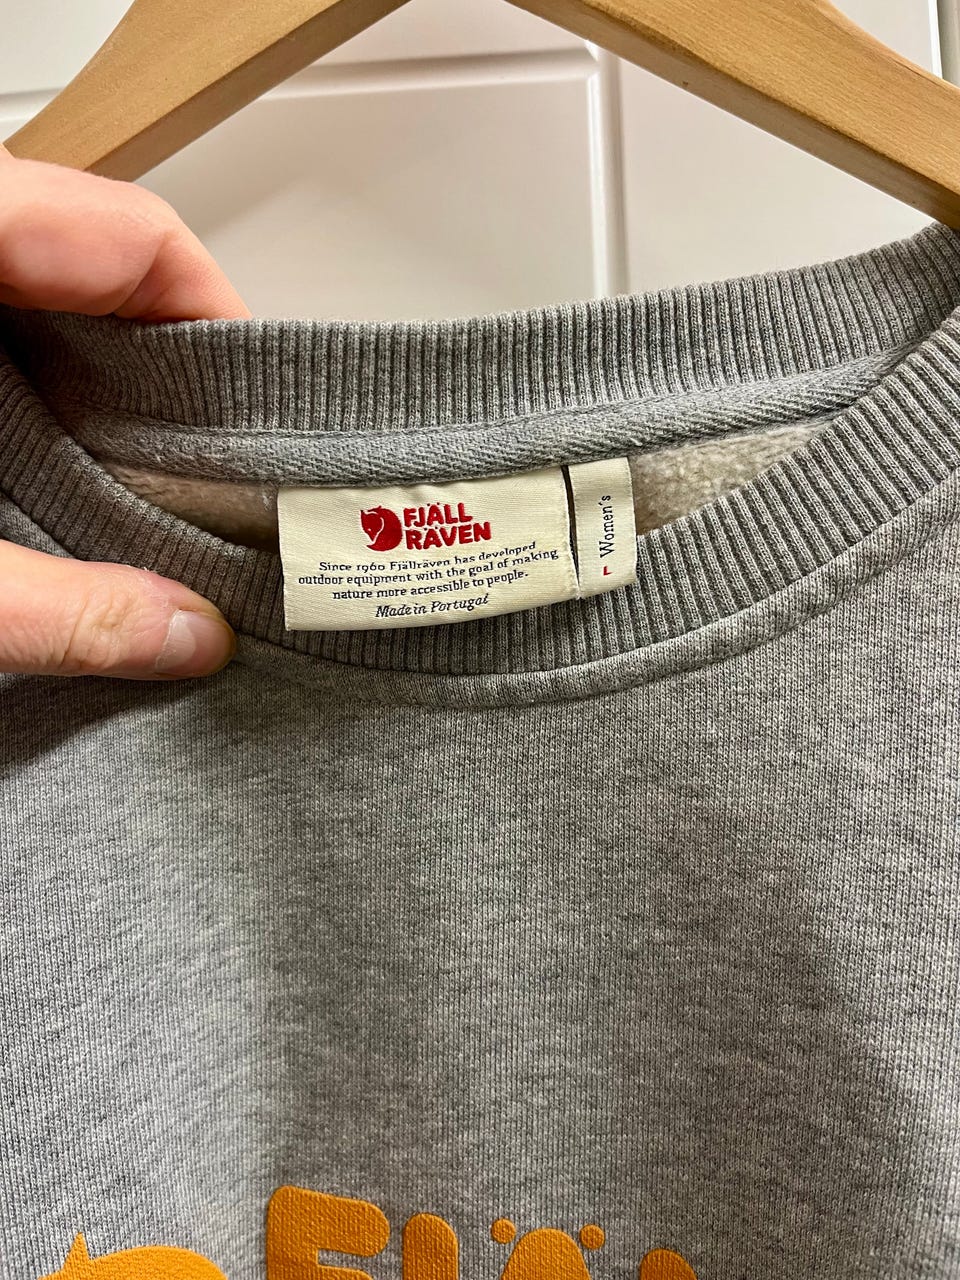 FJÄLL
RÄVEN
Since 1960 Fjällräven has developed
outdoor equipment with the goal of making
nature more accessible to people.
Made in Portugal
Women's
L
FJÄL